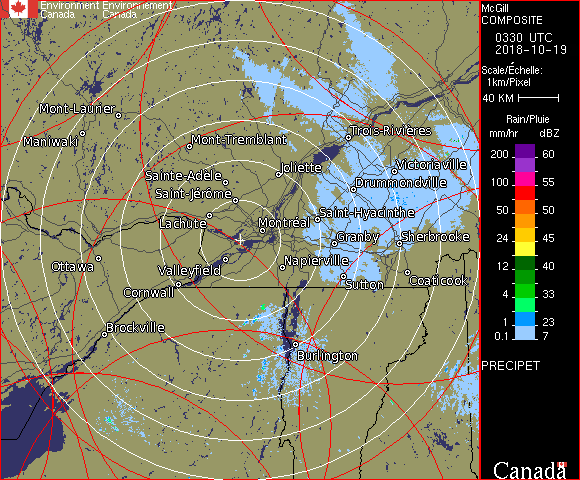 Environment Environnement
Canada Canada
McGill
COMPOSITE
0330 UTC
2018-10-19
Scale/Échelle:
1km/Pixel
40 KM
Rain/Pluie
mm/hr dBZ
200 60
155 57
100 55
50 50
24 45
12 40
4 33
1 23
0.1 7
PRECIPET
Canada
Mont-Laurier
Maniwaki
Mont-Tremblant
Trois-Rivières
Joliette
Victoriaville
Sainte-Adèle
Drummondville
Saint-Jérôme
Saint-Hyacinthe
Lachute
Montréal
Granby
Sherbrooke
Ottawa
Valleyfield
Napierville
Sutton
Coaticook
Cornwall
Brockville
Burlington